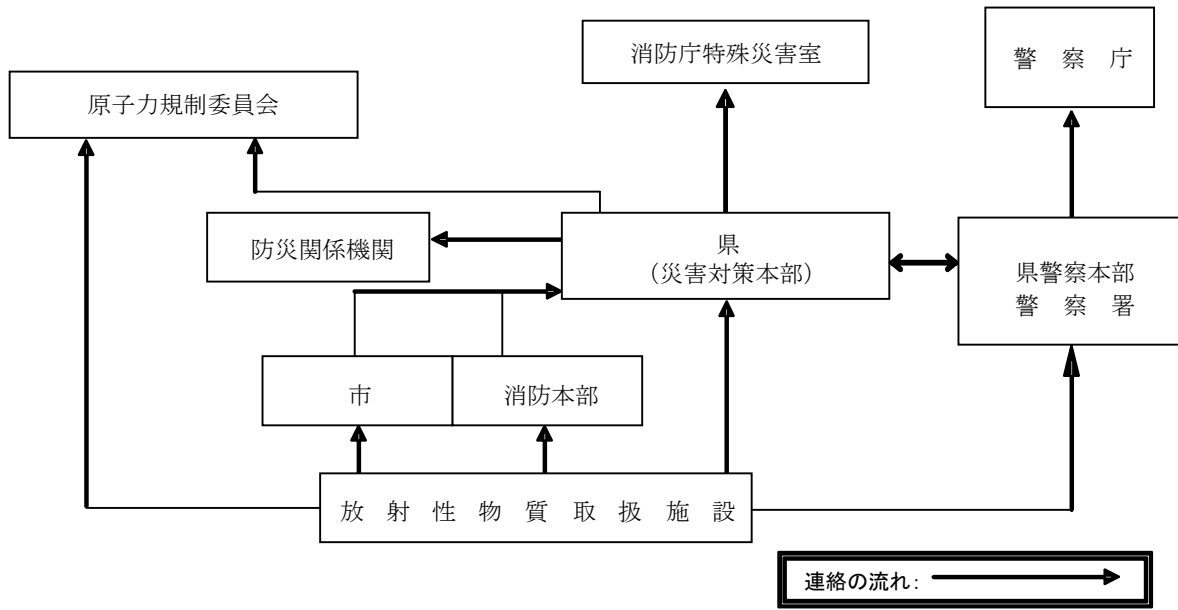 消防庁特殊災害室
警察庁
原子力規制委員会
防災関係機関
県
（災害対策本部）
県警察本部
警察署
市
消防本部
放射性物質取扱施設
連絡の流れ：